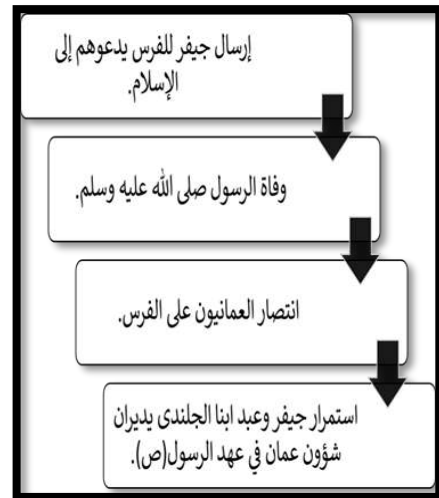 إرسال جيفر للفرس يدعوهم إلى
الإسلام.
وفاة الرسول صلى الله عليه وسلم.
انتصار العمانيون على الفرس.
استمرار جيفر وعبد ابنا الجلندى يديران
شؤون عمان في عهد الرسول(ص).